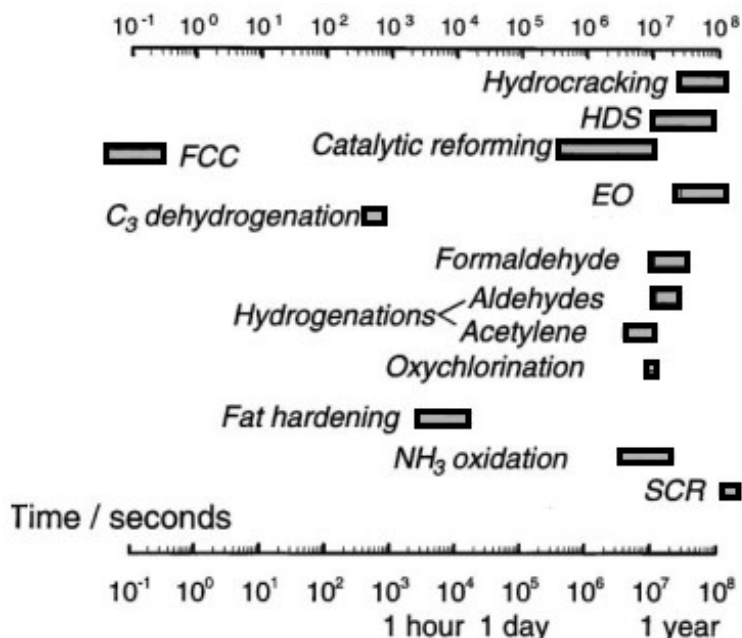 10⁻¹ 10⁰ 10¹ 10² 10³ 10⁴ 10⁵ 10⁶ 10⁷ 10⁸
Hydrocracking
HDS
FCC Catalytic reforming
EO
C₃ dehydrogenation
Formaldehyde
Aldehydes
Hydrogenations
Acetylene
Oxychlorination
Fat hardening
NH₃ oxidation
SCR
Time / seconds
10⁻¹ 10⁰ 10¹ 10² 10³ 10⁴ 10⁵ 10⁶ 10⁷ 10⁸
1 hour 1 day 1 year